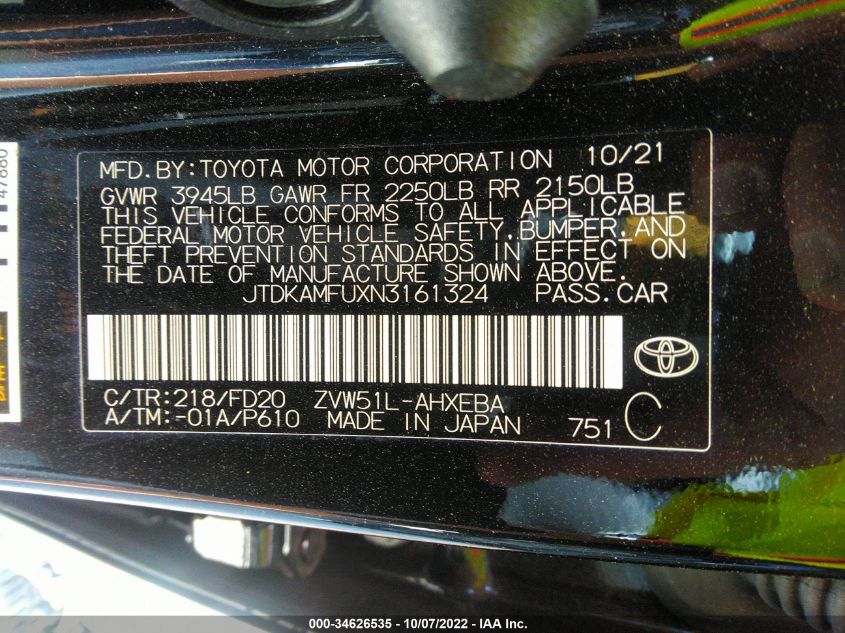 47880
MFD.BY:TOYOTA MOTOR CORPORATION 10/21
GVWR 3945LB GAWR FR 2250LB RR 2150LB
THIS VEHICLE CONFORMS TO ALL APPLICABLE
FEDERAL MOTOR VEHICLE SAFETY,BUMPER,AND
THEFT PREVENTION STANDARDS IN EFFECT ON
THE DATE OF MANUFACTURE SHOWN ABOVE.
JTDKAMFUXN3161324 PASS.CAR
C/TR:218/FD20 ZVW51L-AHXEBA
A/TM:-01A/P610 MADE IN JAPAN 751 C
000-34626535 - 10/07/2022 - IAA Inc.